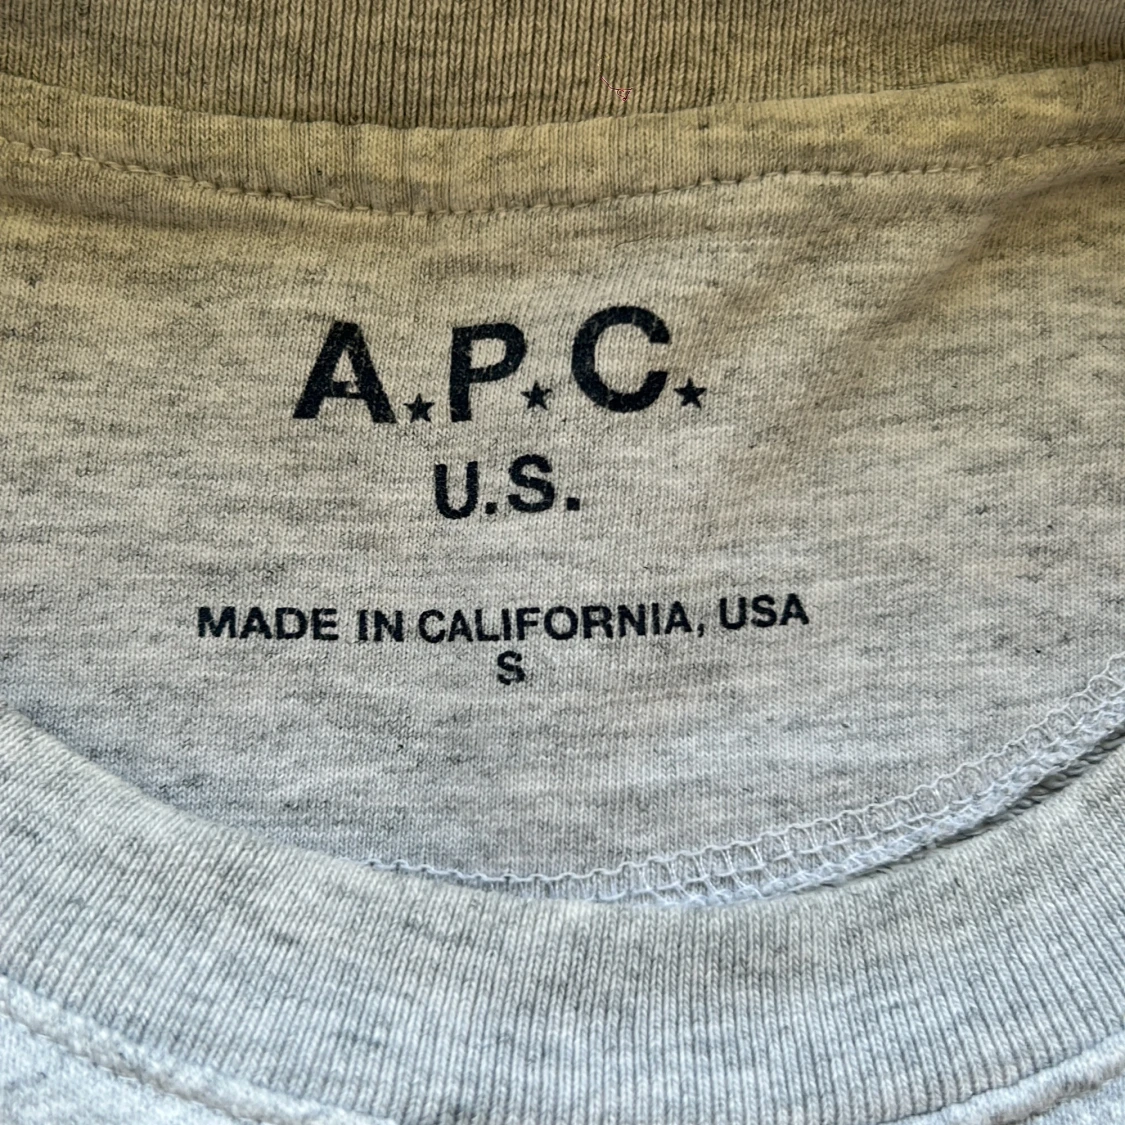 A★P★C★
U.S.
MADE IN CALIFORNIA, USA
S